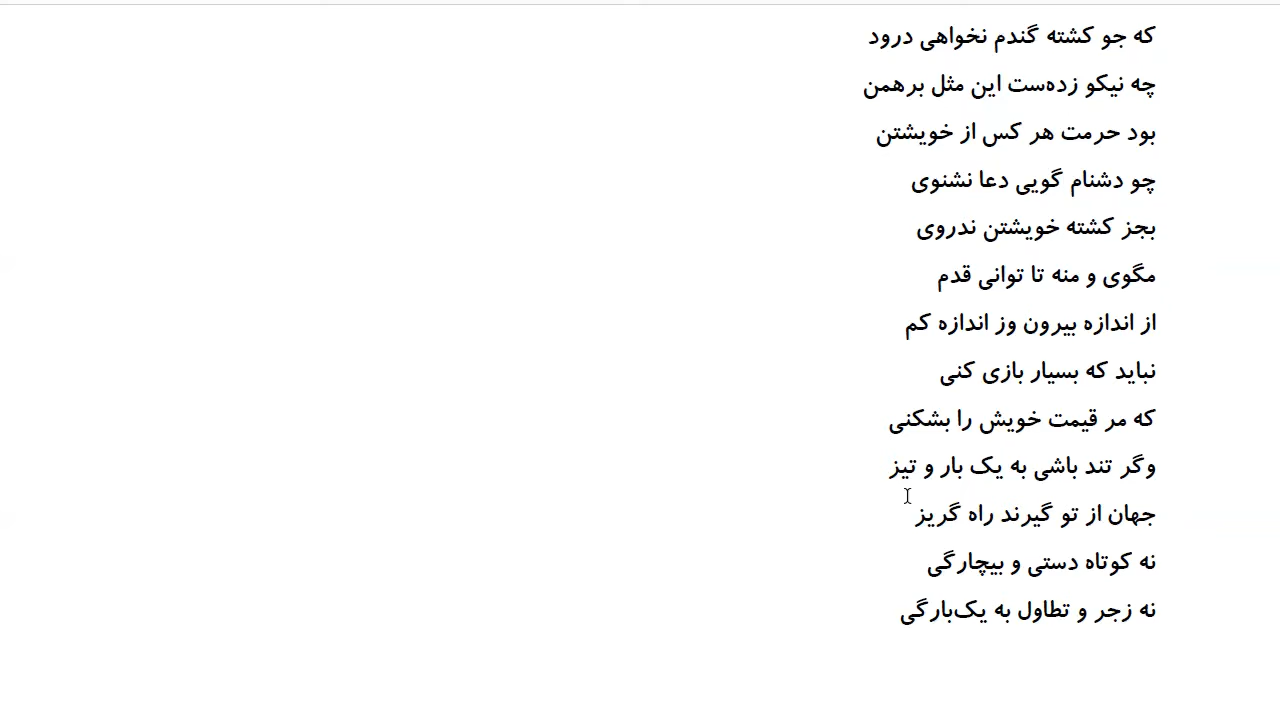 که جو کشته گندم نخواهی درود
چه نیکو زده‌ست این مثل برهمن
بود حرمت هر کس از خویشتن
چو دشنام گویی دعا نشنوی
بجز کشته خویشتن ندروی
مگوی و منه تا توانی قدم
از اندازه بیرون وز اندازه کم
نباید که بسیار بازی کنی
که مر قیمت خویش را بشکنی
وگر تند باشی به یک بار و تیز
جهان از تو گیرند راه گریز
نه کوتاه دستی و بیچارگی
نه زجر و تطاول به یک‌بارگی